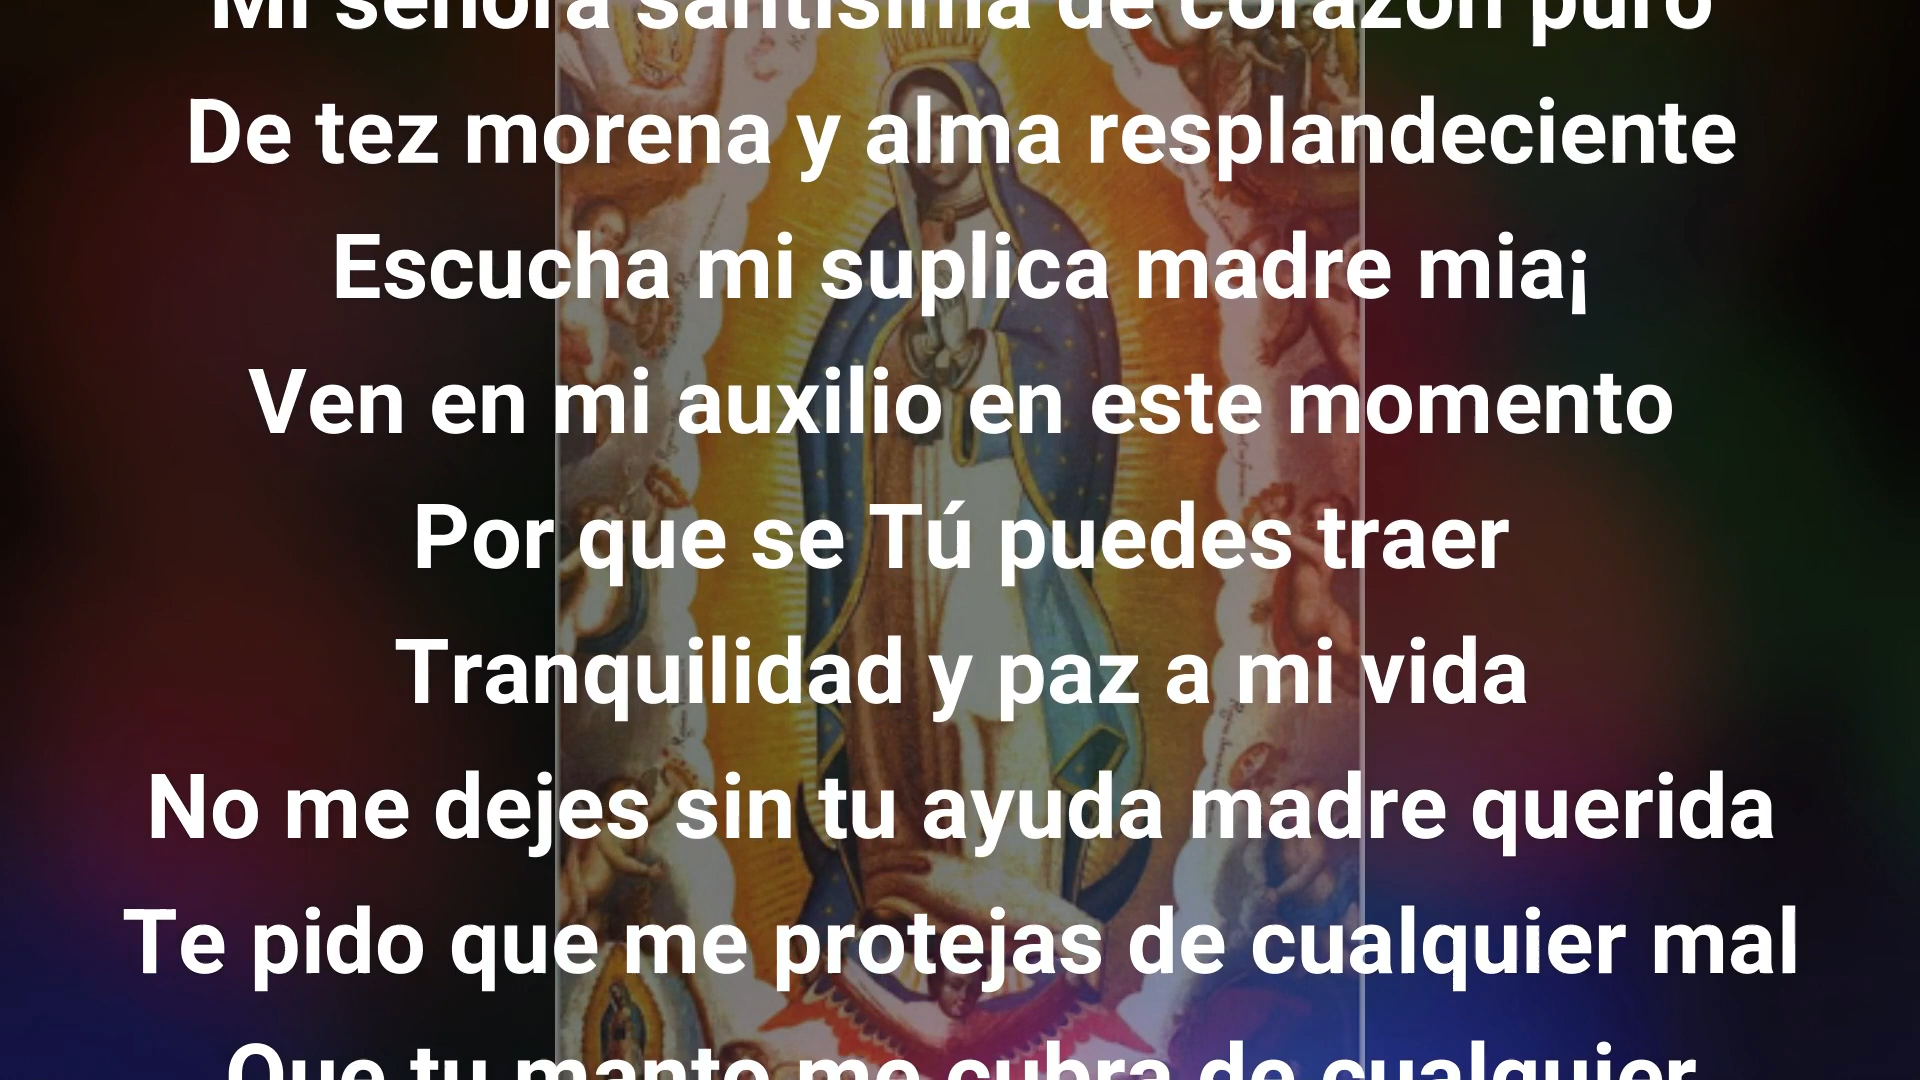 Mi señora santísima de corazón puro
De tez morena y alma resplandeciente
Escucha mi suplica madre mia¡
Ven en mi auxilio en este momento
Por que se Tú puedes traer
Tranquilidad y paz a mi vida
No me dejes sin tu ayuda madre querida
Te pido que me protejas de cualquier mal
Que tu manto me cubra de cualquier